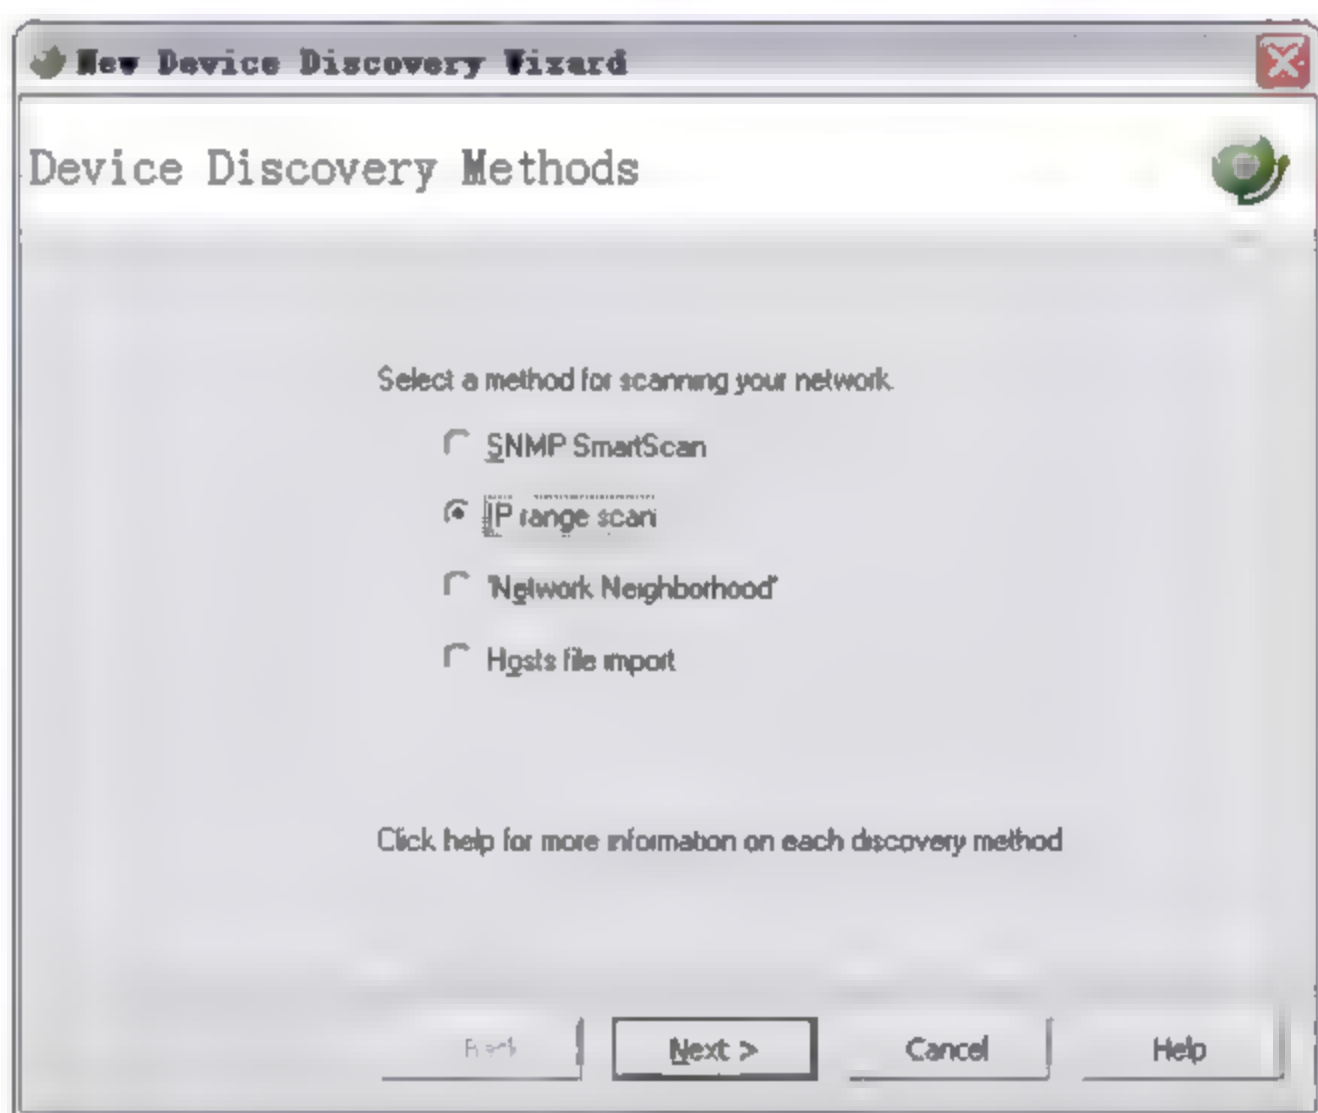 New Device Discovery Wizard
Device Discovery Methods
Select a method for scanning your network.
SNMP SmartScan
IP range scan
'Network Neighborhood'
Hosts file import
Click help for more information on each discovery method
Next >
Cancel
Help